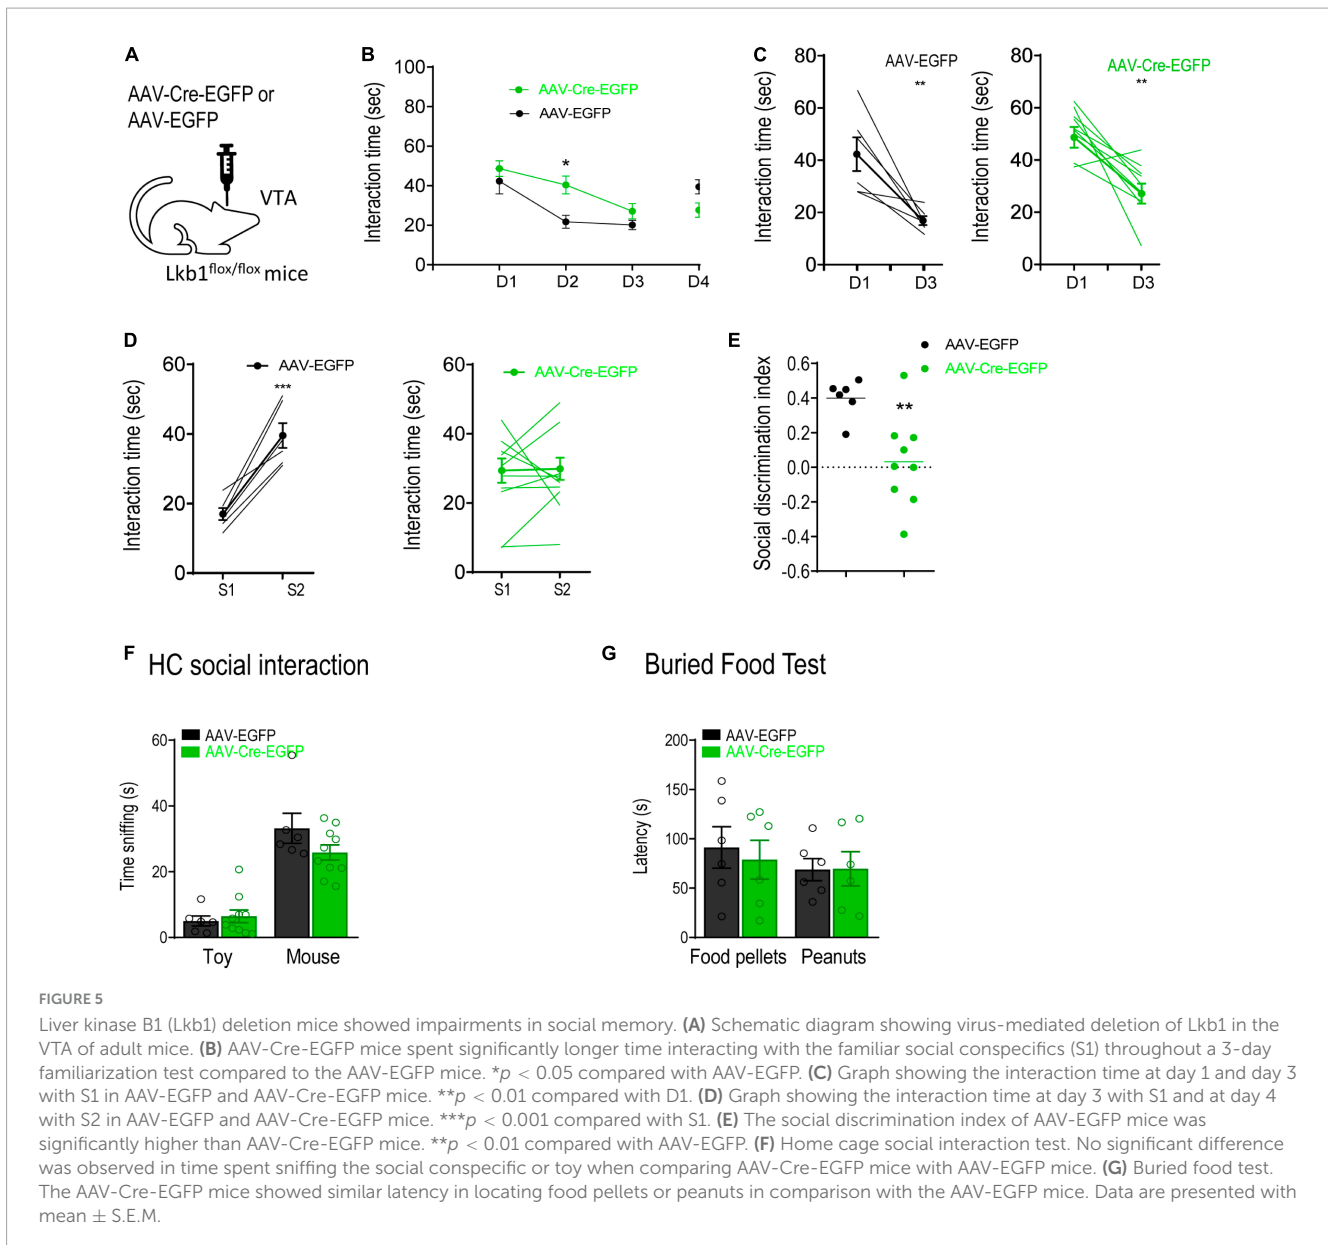 A
AAV-Cre-EGFP or
AAV-EGFP
VTA
Lkb1flox/flox mice
B
Interaction time (sec)
100
80
60
40
20
0
AAV-Cre-EGFP
AAV-EGFP
*
D1 D2 D3 D4
C
Interaction time (sec)
80
60
40
20
0
AAV-EGFP
**
D1 D3
Interaction time (sec)
80
60
40
20
0
AAV-Cre-EGFP
**
D1 D3
D
Interaction time (sec)
60
40
20
0
AAV-EGFP
***
S1 S2
Interaction time (sec)
60
40
20
0
AAV-Cre-EGFP
S1 S2
E
AAV-EGFP
AAV-Cre-EGFP
Social discrimination index
0.6
0.4
0.2
0.0
-0.2
-0.4
-0.6
**
F HC social interaction
AAV-EGFP
AAV-Cre-EGFP
Time sniffing (s)
60
40
20
0
Toy Mouse
G Buried Food Test
AAV-EGFP
AAV-Cre-EGFP
Latency (s)
200
150
100
50
0
Food pellets Peanuts
FIGURE 5
Liver kinase B1 (Lkb1) deletion mice showed impairments in social memory. (A) Schematic diagram showing virus-mediated deletion of Lkb1 in the
VTA of adult mice. (B) AAV-Cre-EGFP mice spent significantly longer time interacting with the familiar social conspecifics (S1) throughout a 3-day
familiarization test compared to the AAV-EGFP mice. *p < 0.05 compared with AAV-EGFP. (C) Graph showing the interaction time at day 1 and day 3
with S1 in AAV-EGFP and AAV-Cre-EGFP mice. **p < 0.01 compared with D1. (D) Graph showing the interaction time at day 3 with S1 and at day 4
with S2 in AAV-EGFP and AAV-Cre-EGFP mice. ***p < 0.001 compared with S1. (E) The social discrimination index of AAV-EGFP mice was
significantly higher than AAV-Cre-EGFP mice. **p < 0.01 compared with AAV-EGFP. (F) Home cage social interaction test. No significant difference
was observed in time spent sniffing the social conspecific or toy when comparing AAV-Cre-EGFP mice with AAV-EGFP mice. (G) Buried food test.
The AAV-Cre-EGFP mice showed similar latency in locating food pellets or peanuts in comparison with the AAV-EGFP mice. Data are presented with
mean ± S.E.M.